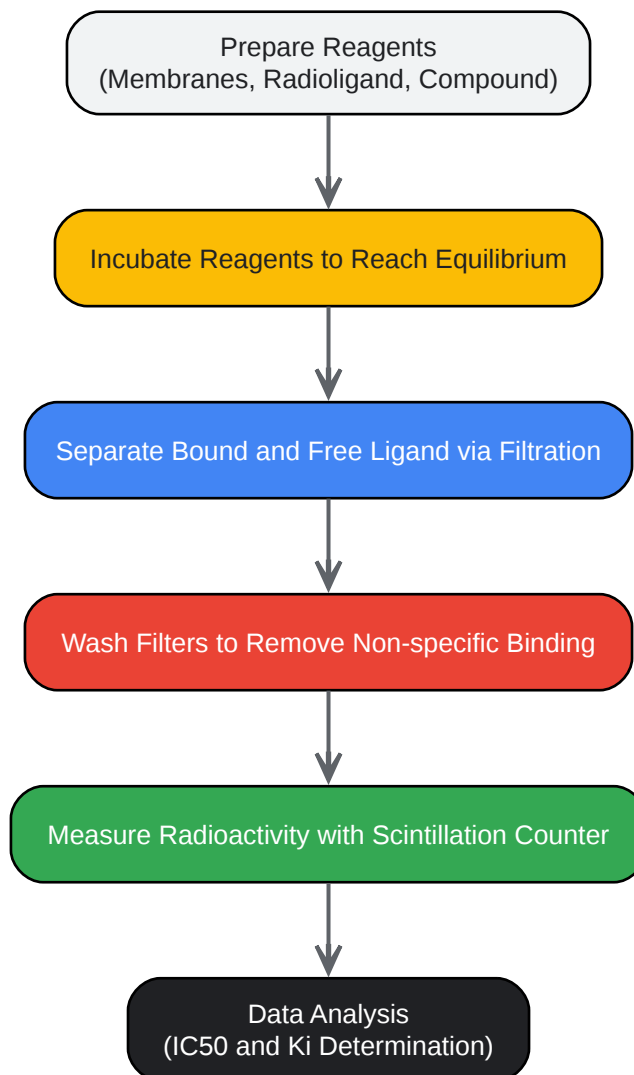 Prepare Reagents
(Membranes, Radioligand, Compound)
Incubate Reagents to Reach Equilibrium
Separate Bound and Free Ligand via Filtration
Wash Filters to Remove Non-specific Binding
Measure Radioactivity with Scintillation Counter
Data Analysis
(IC50 and Ki Determination)